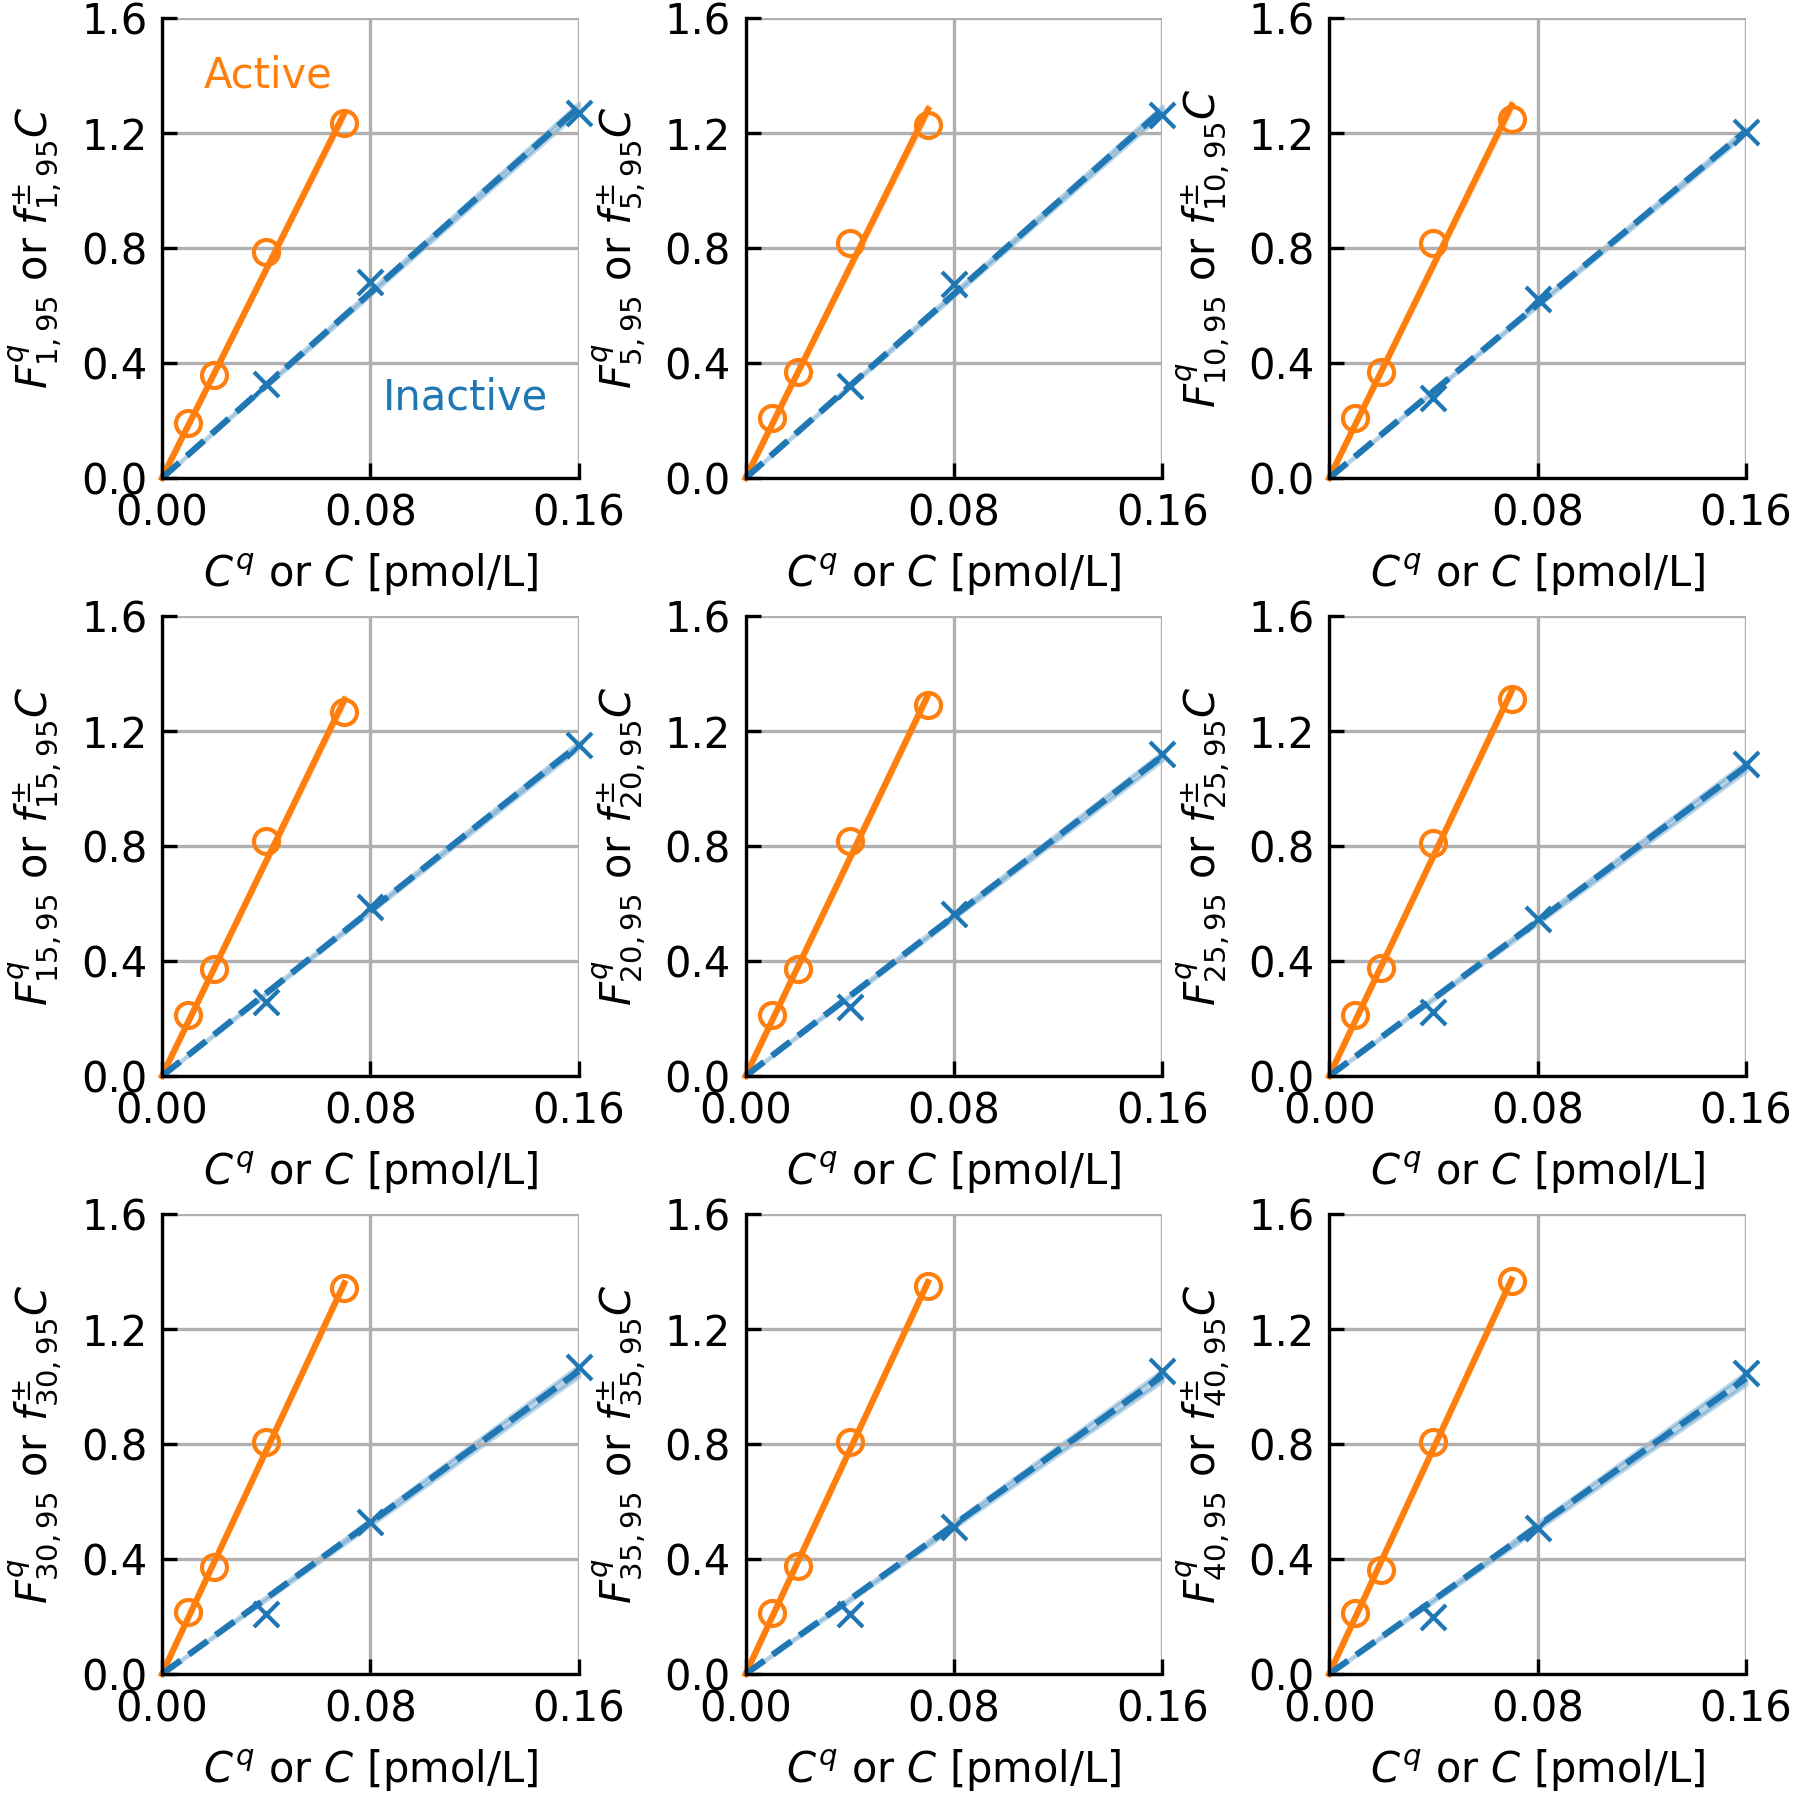 1.6
1.2
0.8
0.4
0.0
0.00 0.08 0.16
Active
Inactive
F^q_{1,95} or f^±_{1,95}C
C^q or C [pmol/L]
1.6
1.2
0.8
0.4
0.0
0.00 0.08 0.16
F^q_{5,95} or f^±_{5,95}C
C^q or C [pmol/L]
1.6
1.2
0.8
0.4
0.0
0.00 0.08 0.16
F^q_{10,95} or f^±_{10,95}C
C^q or C [pmol/L]
1.6
1.2
0.8
0.4
0.0
0.00 0.08 0.16
F^q_{15,95} or f^±_{15,95}C
C^q or C [pmol/L]
1.6
1.2
0.8
0.4
0.0
0.00 0.08 0.16
F^q_{20,95} or f^±_{20,95}C
C^q or C [pmol/L]
1.6
1.2
0.8
0.4
0.0
0.00 0.08 0.16
F^q_{25,95} or f^±_{25,95}C
C^q or C [pmol/L]
1.6
1.2
0.8
0.4
0.0
0.00 0.08 0.16
F^q_{30,95} or f^±_{30,95}C
C^q or C [pmol/L]
1.6
1.2
0.8
0.4
0.0
0.00 0.08 0.16
F^q_{35,95} or f^±_{35,95}C
C^q or C [pmol/L]
1.6
1.2
0.8
0.4
0.0
0.00 0.08 0.16
F^q_{40,95} or f^±_{40,95}C
C^q or C [pmol/L]